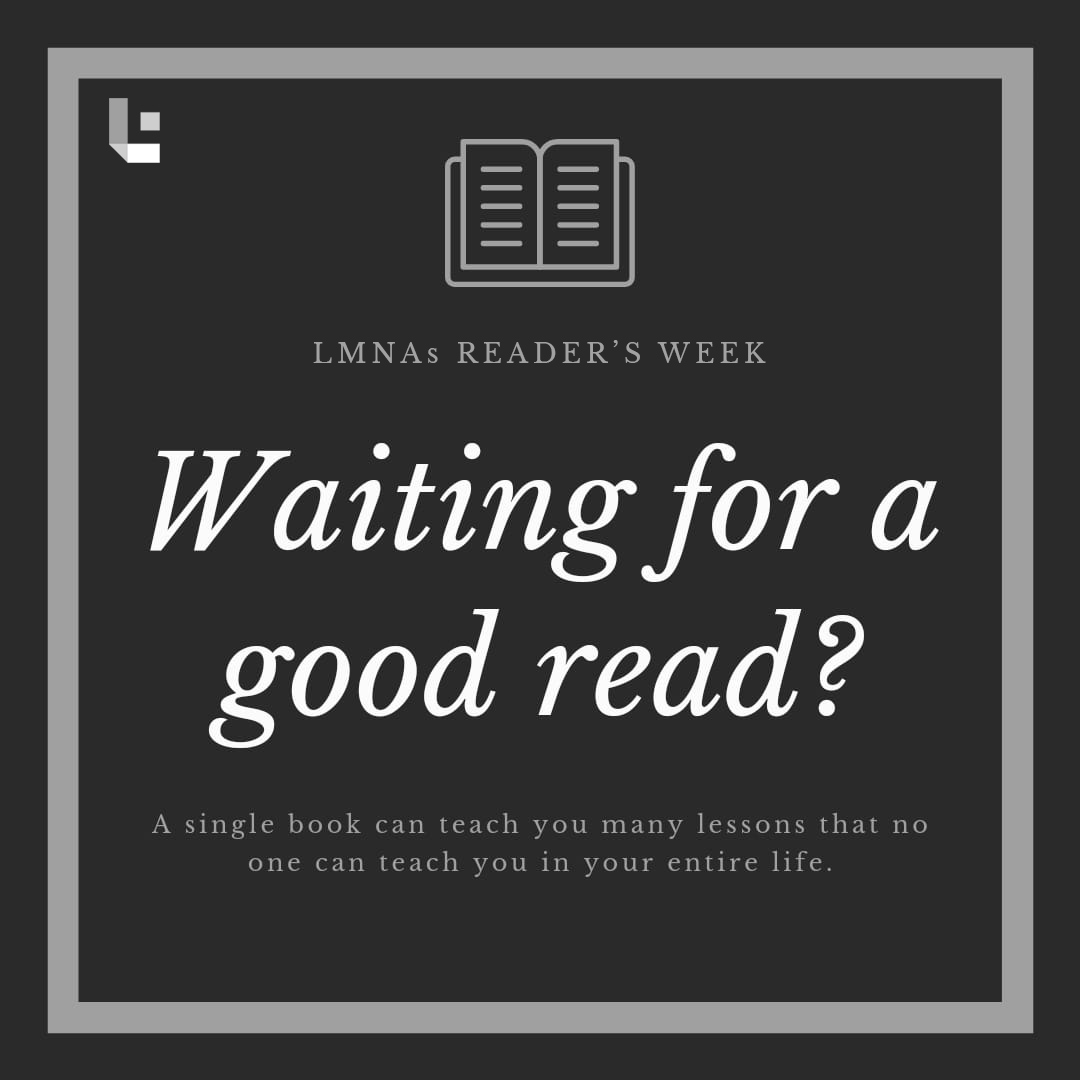 LMNAs READER’S WEEK
Waiting for a
good read?
A single book can teach you many lessons that no
one can teach you in your entire life.